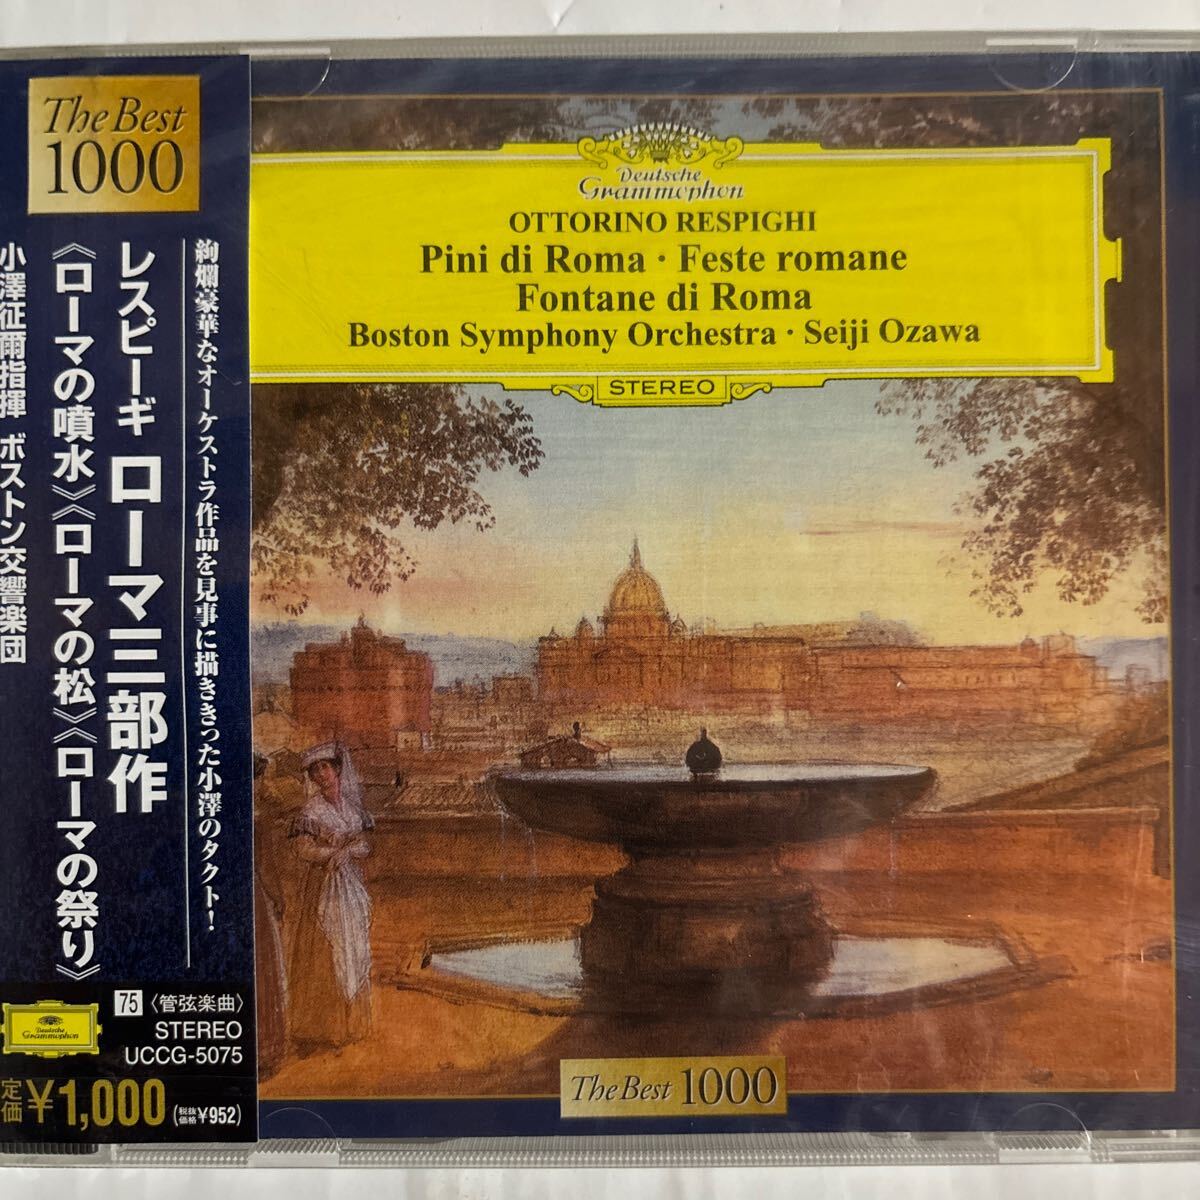 The Best
1000
絢爛豪華なオーケストラ作品を見事に描ききった小澤のタクト!
レスピーギ ローマ三部作
《ローマの噴水》《ローマの松》《ローマの祭り》
小澤征爾指揮 ボストン交響楽団
75 〈管弦楽曲〉
STEREO
UCCG-5075
Deutsche
Grammophon
定価 ¥1,000 (税抜価格 ¥952)
Deutsche
Grammophon
OTTORINO RESPIGHI
Pini di Roma · Feste romane
Fontane di Roma
Boston Symphony Orchestra · Seiji Ozawa
STEREO
The Best 1000